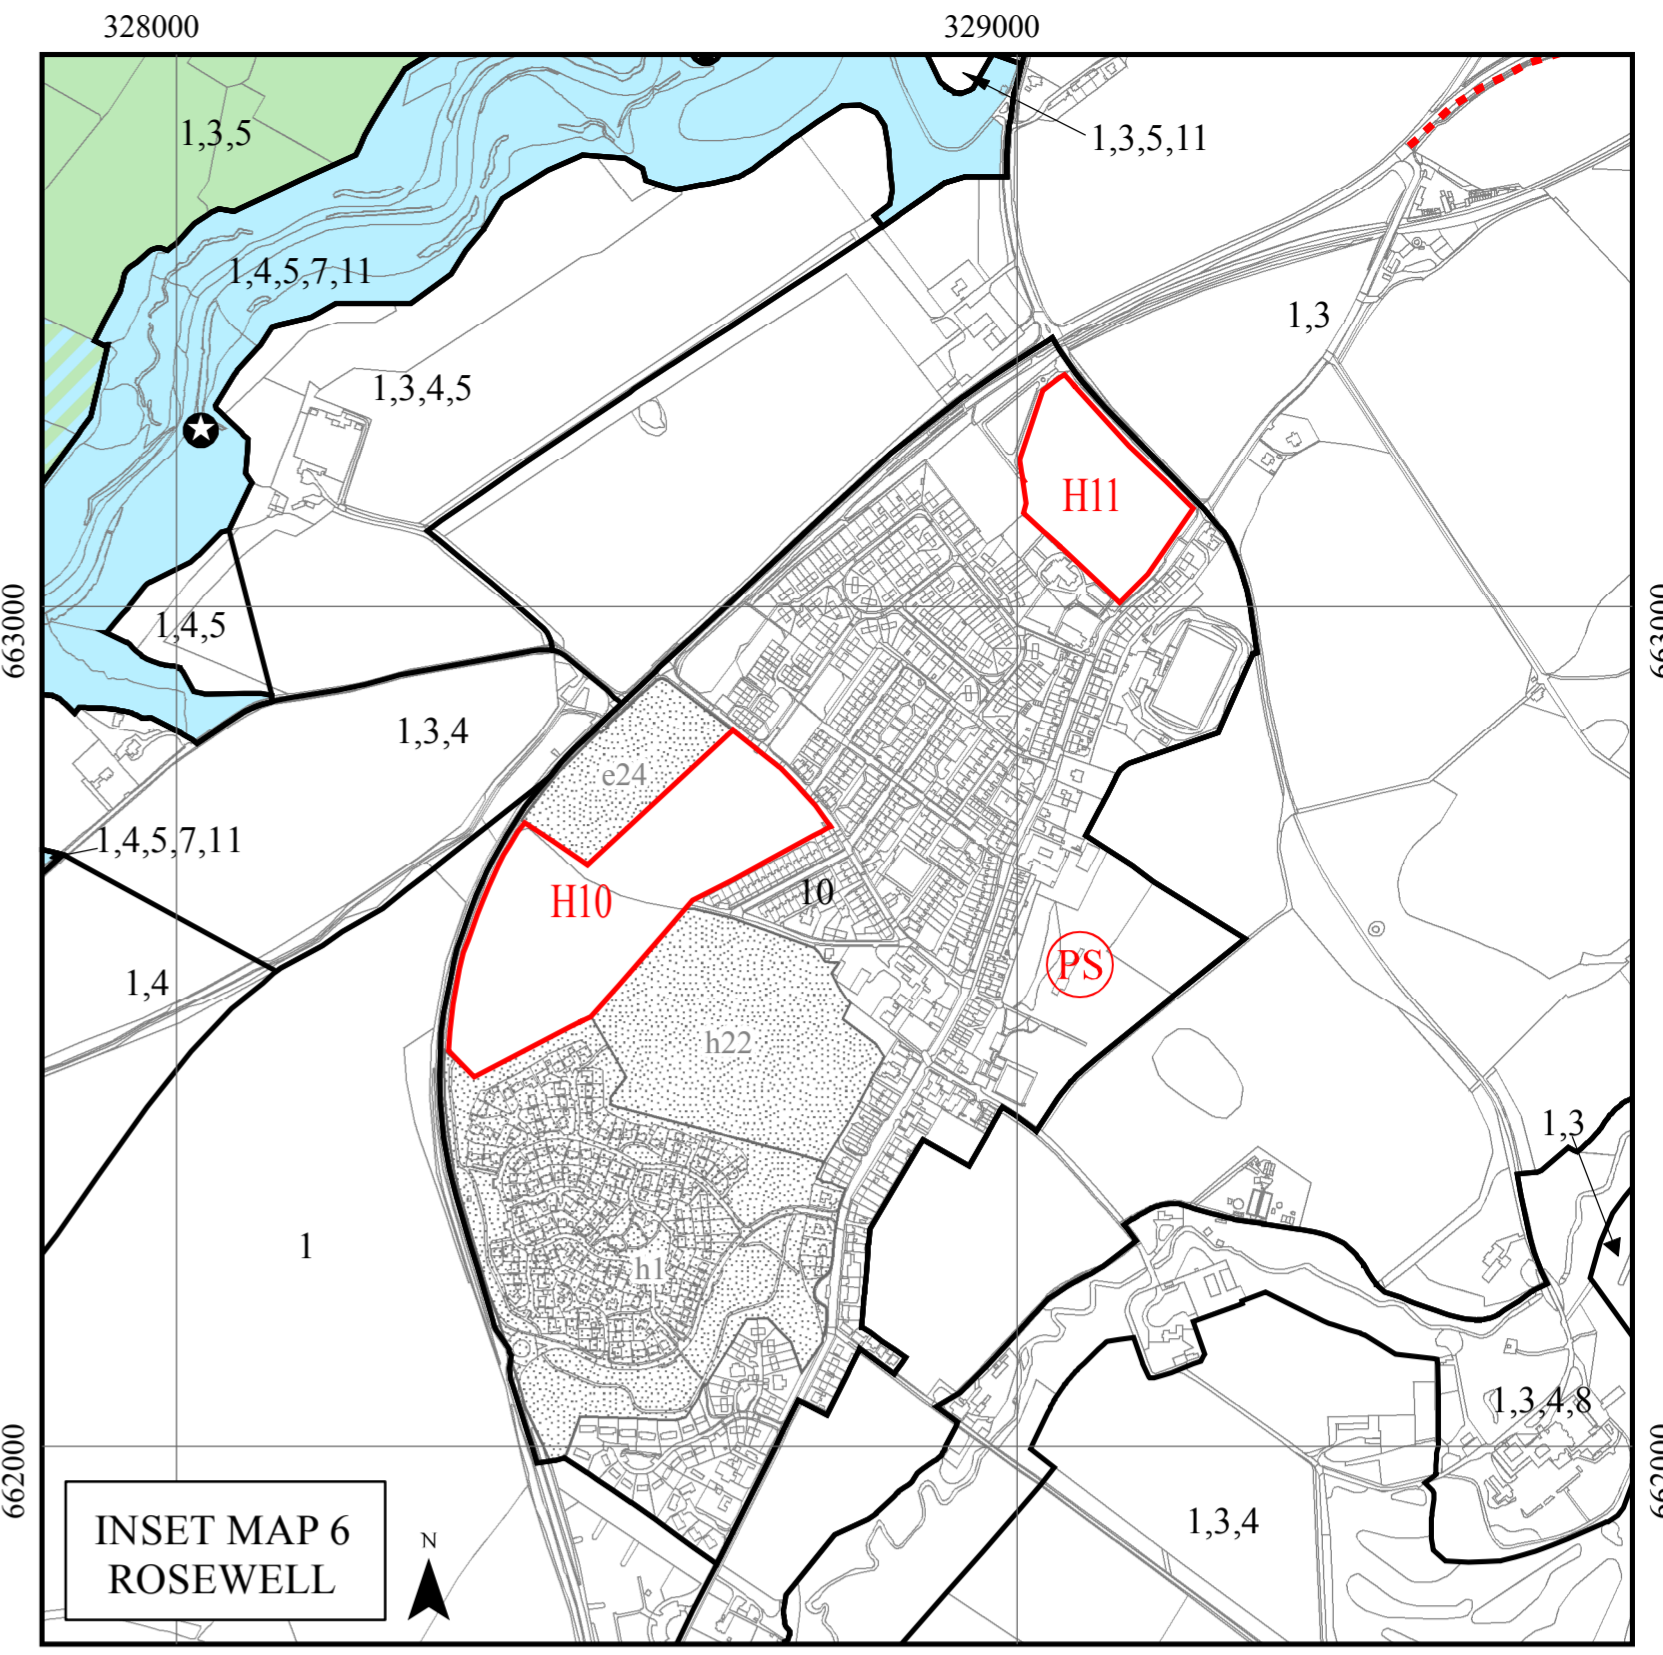 328000
329000
1,3,5
1,3,5,11
1,4,5,7,11
1,3
1,3,4,5
H11
663000
663000
1,4,5
1,3,4
e24
1,4,5,7,11
H10
10
PS
1,4
h22
1,3
1
h1
1,3,4,8
662000
662000
INSET MAP 6
ROSEWELL
N
1,3,4